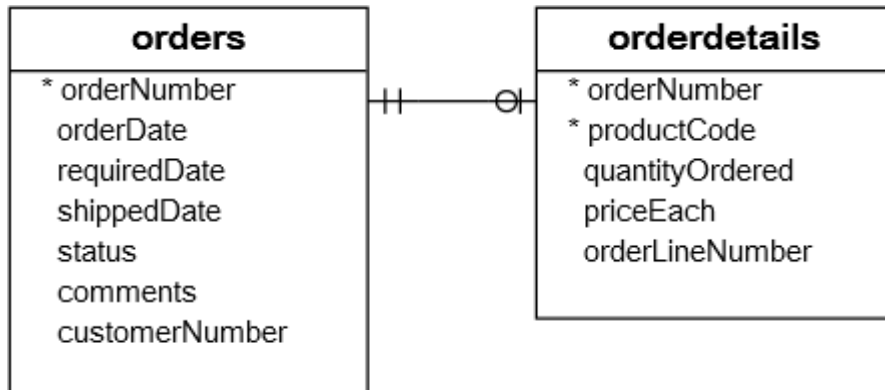 orders
* orderNumber
orderDate
requiredDate
shippedDate
status
comments
customerNumber
orderdetails
* orderNumber
* productCode
quantityOrdered
priceEach
orderLineNumber